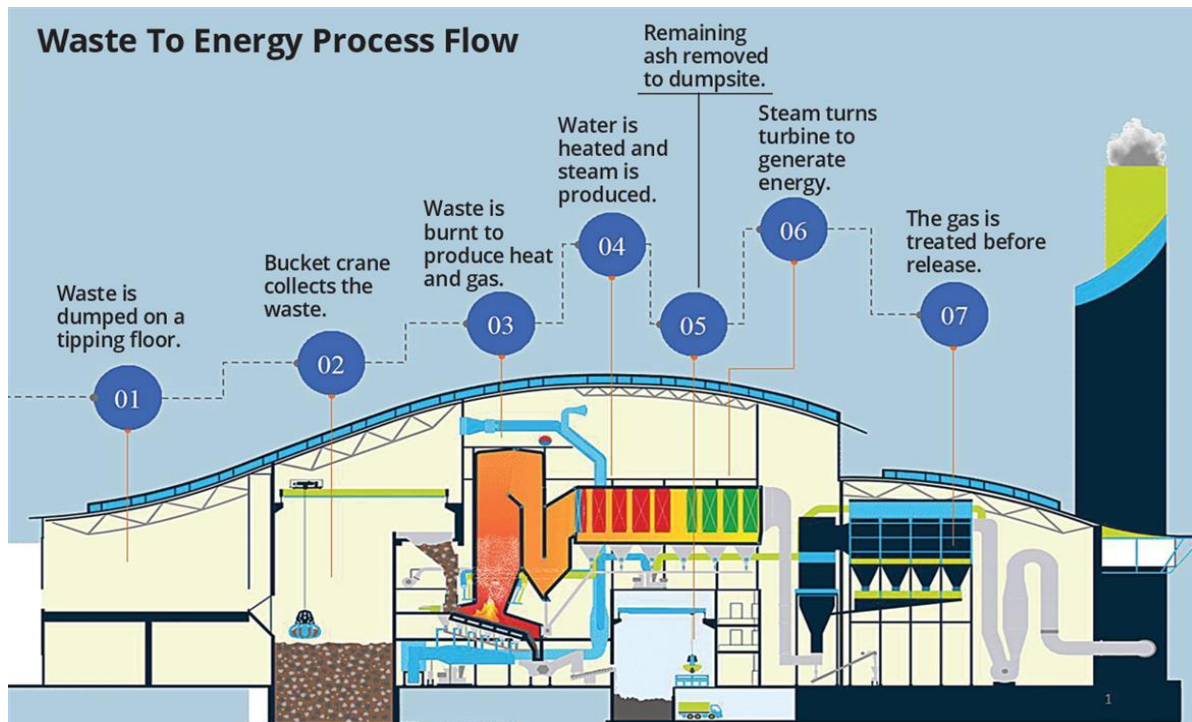 Waste To Energy Process Flow
Waste is
dumped on a
tipping floor.
01
Bucket crane
collects the
waste.
02
Waste is
burnt to
produce heat
and gas.
03
Water is
heated and
steam is
produced.
04
Remaining
ash removed
to dumpsite.
05
Steam turns
turbine to
generate
energy.
06
The gas is
treated before
release.
07
1